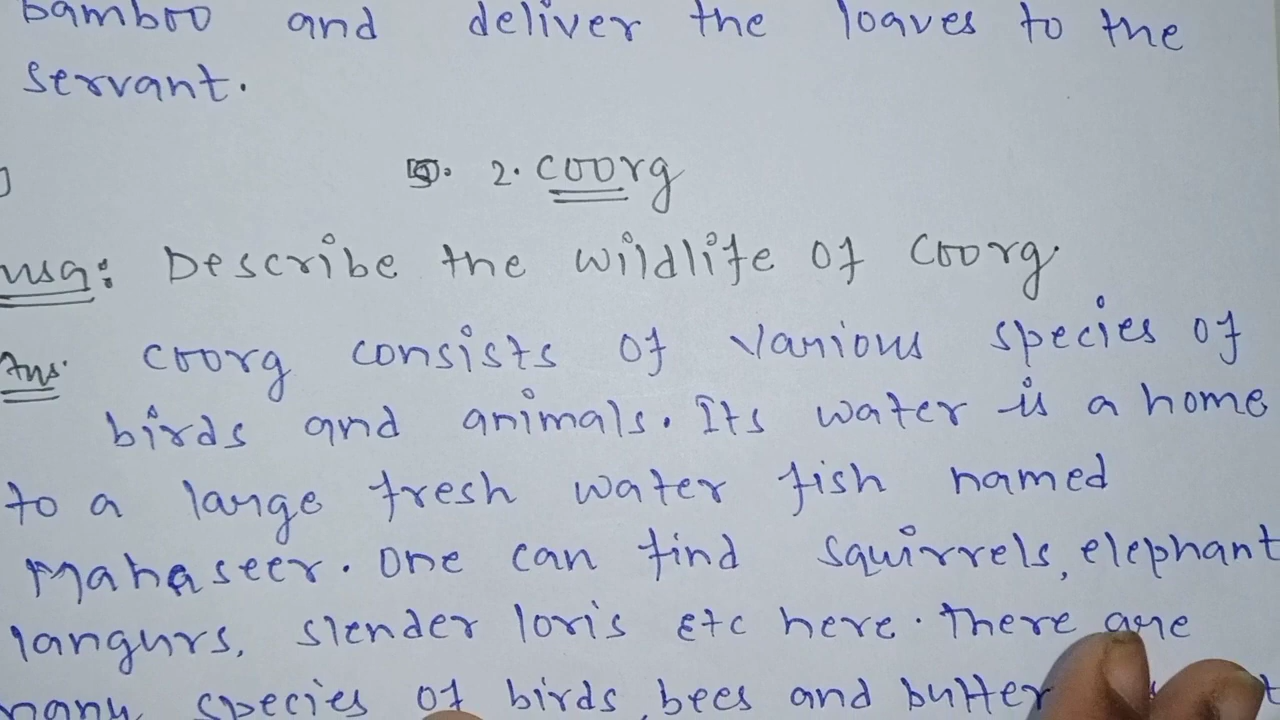 bamboo and deliver the loaves to the
servant.
2. Coorg
Describe the wildlife of Coorg.
Ans. Coorg consists of various species of
birds and animals. Its water is a home
to a large fresh water fish named
Mahaseer. One can find squirrels, elephant
langurs, slender loris etc here. There are
many species of birds, bees and butter